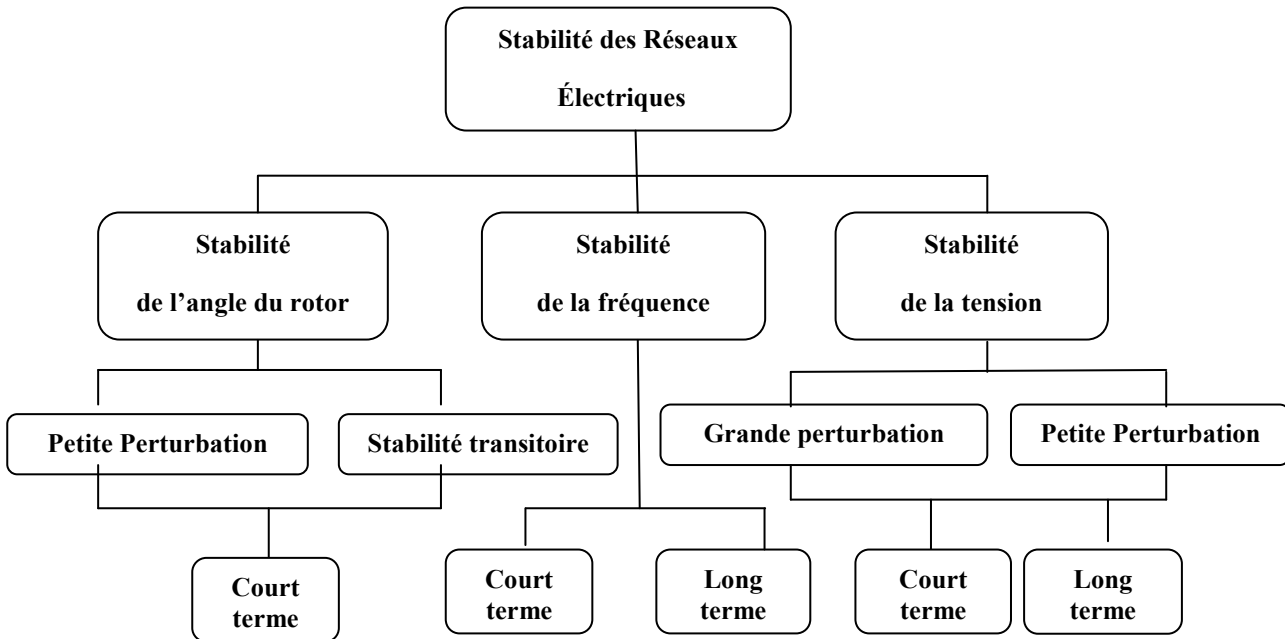 Stabilité des Réseaux
Électriques
Stabilité
de l’angle du rotor
Stabilité
de la fréquence
Stabilité
de la tension
Petite Perturbation
Stabilité transitoire
Grande perturbation
Petite Perturbation
Court
terme
Court
terme
Long
terme
Court
terme
Long
terme